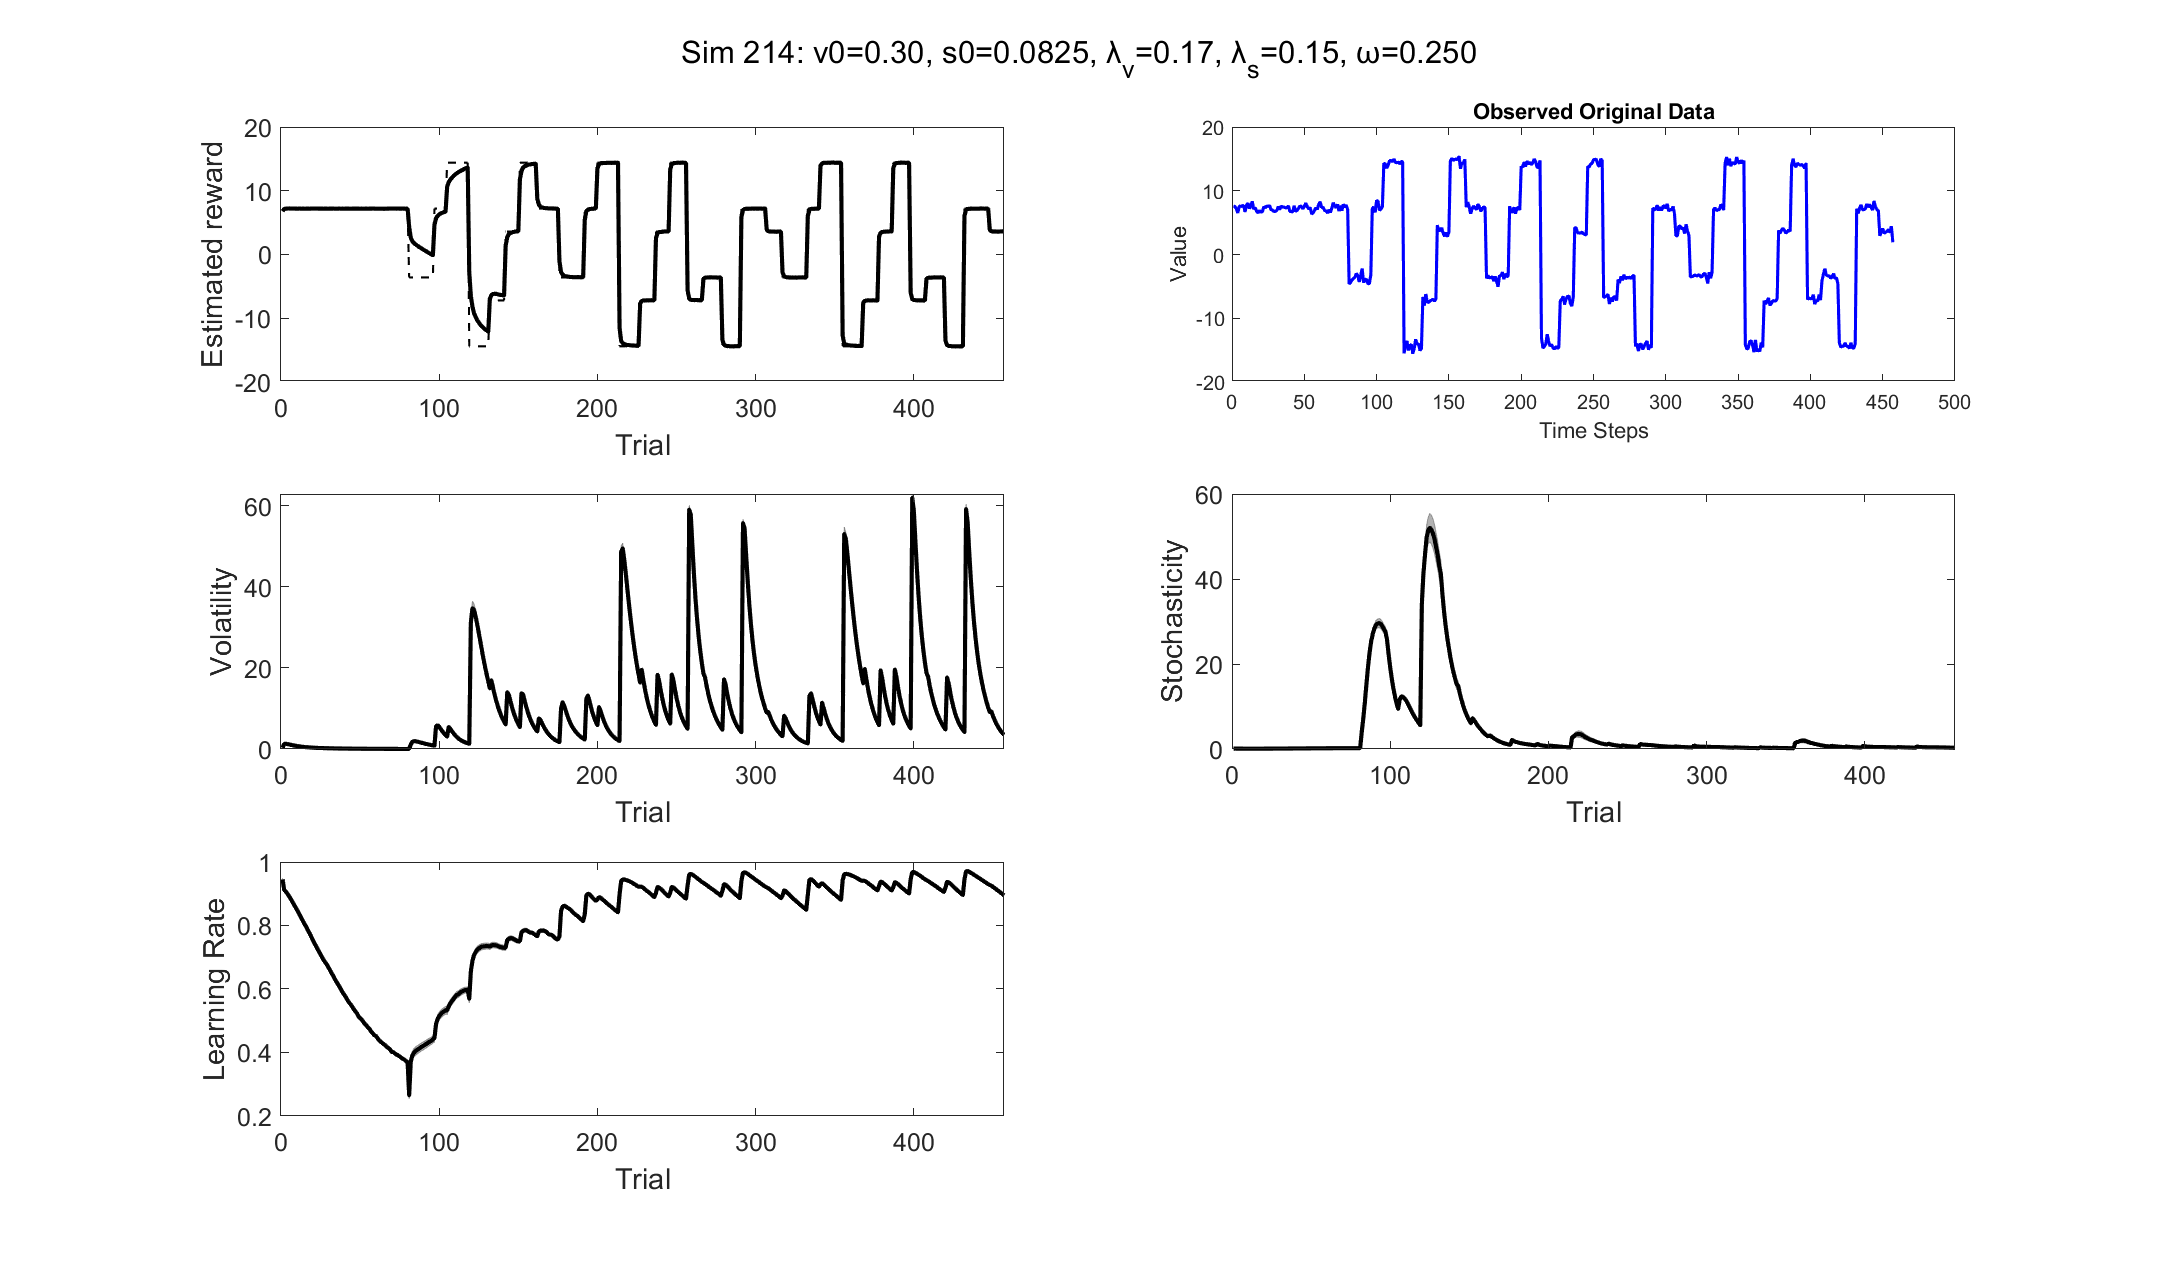 Sim 214: v0=0.30, s0=0.0825, λv=0.17, λs=0.15, ω=0.250
Estimated reward
20
10
0
-10
-20
0 100 200 300 400
Trial
Observed Original Data
Value
20
10
0
-10
-20
0 50 100 150 200 250 300 350 400 450 500
Time Steps
Volatility
60
40
20
0
0 100 200 300 400
Trial
Stochasticity
60
40
20
0
0 100 200 300 400
Trial
Learning Rate
1
0.8
0.6
0.4
0.2
0 100 200 300 400
Trial